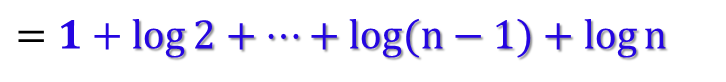 = 1 + log 2 + ⋯ + log(n − 1) + log n